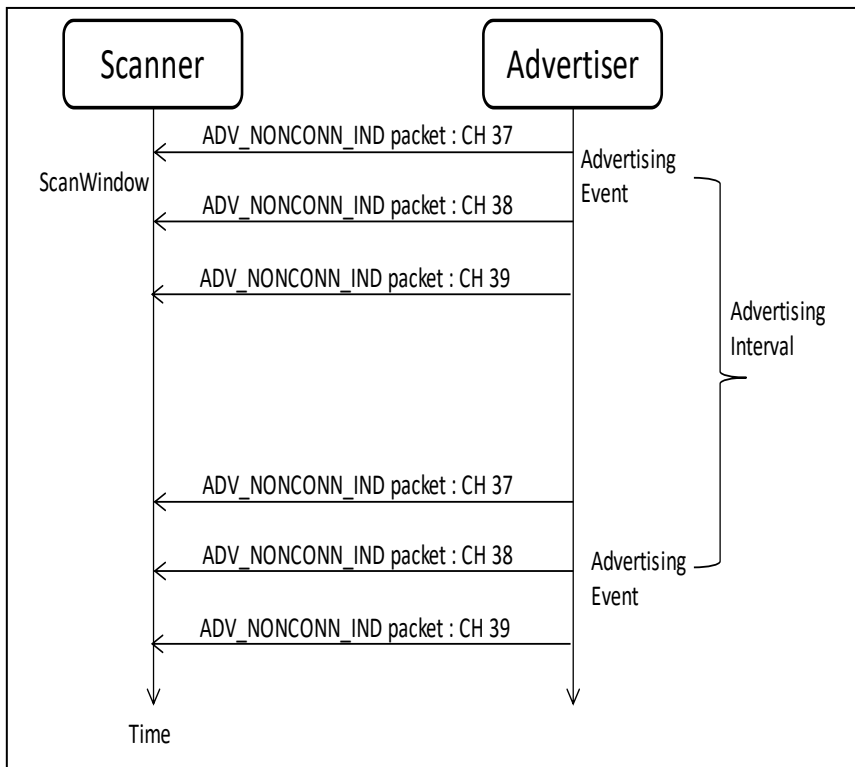 Scanner
Advertiser
ADV_NONCONN_IND packet : CH 37
Advertising
Event
ScanWindow
ADV_NONCONN_IND packet : CH 38
ADV_NONCONN_IND packet : CH 39
Advertising
Interval
ADV_NONCONN_IND packet : CH 37
ADV_NONCONN_IND packet : CH 38
Advertising
Event
ADV_NONCONN_IND packet : CH 39
Time